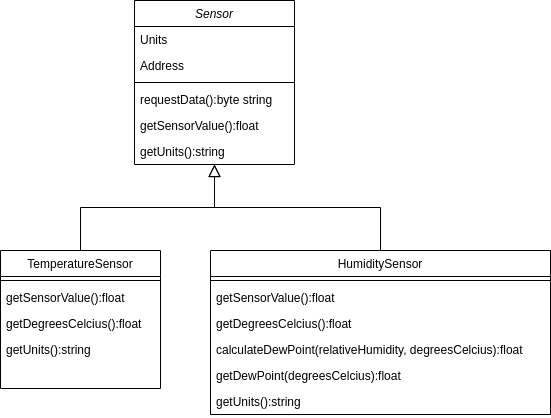 Sensor
Units
Address
requestData():byte string
getSensorValue():float
getUnits():string
TemperatureSensor
getSensorValue():float
getDegreesCelcius():float
getUnits():string
HumiditySensor
getSensorValue():float
getDegreesCelcius():float
calculateDewPoint(relativeHumidity, degreesCelcius):float
getDewPoint(degreesCelcius):float
getUnits():string